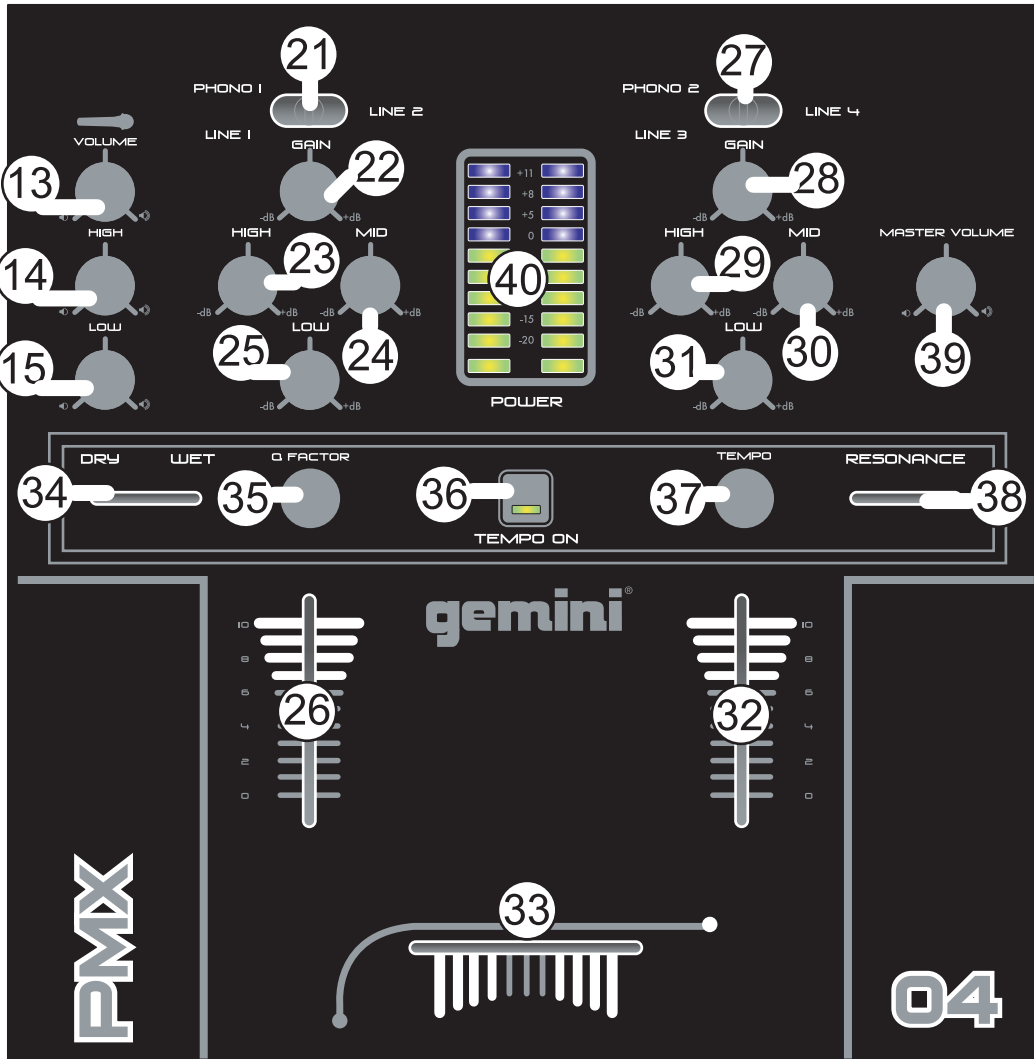 21
27
PHONO 1
LINE 2
PHONO 2
LINE 4
LINE 1
LINE 3
VOLUME
GAIN
GAIN
13
22
28
+11
+8
+5
0
-dB
+dB
-dB
+dB
HIGH
HIGH
MID
HIGH
MID
MASTER VOLUME
14
23
40
29
-dB
+dB
-dB
+dB
-dB
+dB
-dB
+dB
-15
-20
LOW
LOW
LOW
15
25
24
31
30
39
-dB
+dB
-dB
+dB
POWER
DRY
WET
Q FACTOR
TEMPO
RESONANCE
34
35
36
37
38
TEMPO ON
gemini®
10
10
8
8
6
6
26
32
4
4
2
2
0
0
33
PMX
04